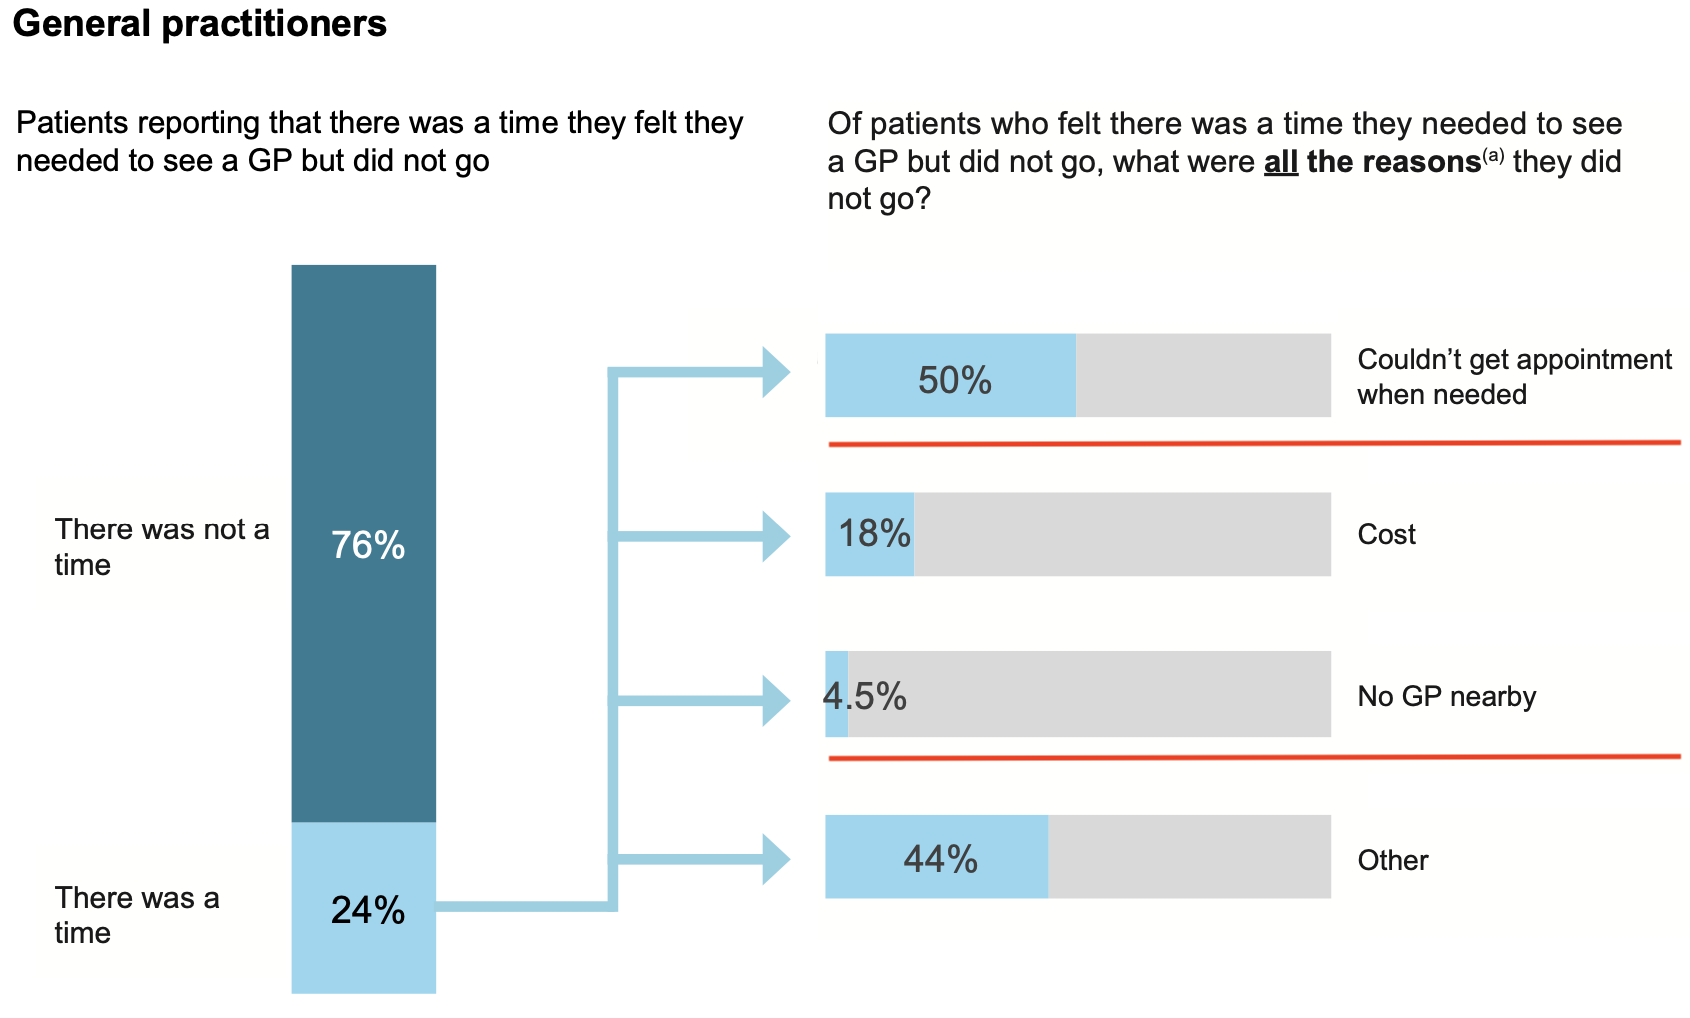 General practitioners
Patients reporting that there was a time they felt they
needed to see a GP but did not go
Of patients who felt there was a time they needed to see
a GP but did not go, what were all the reasons(a) they did
not go?
There was not a
time
76%
There was a
time
24%
50%
Couldn’t get appointment
when needed
18%
Cost
4.5%
No GP nearby
44%
Other